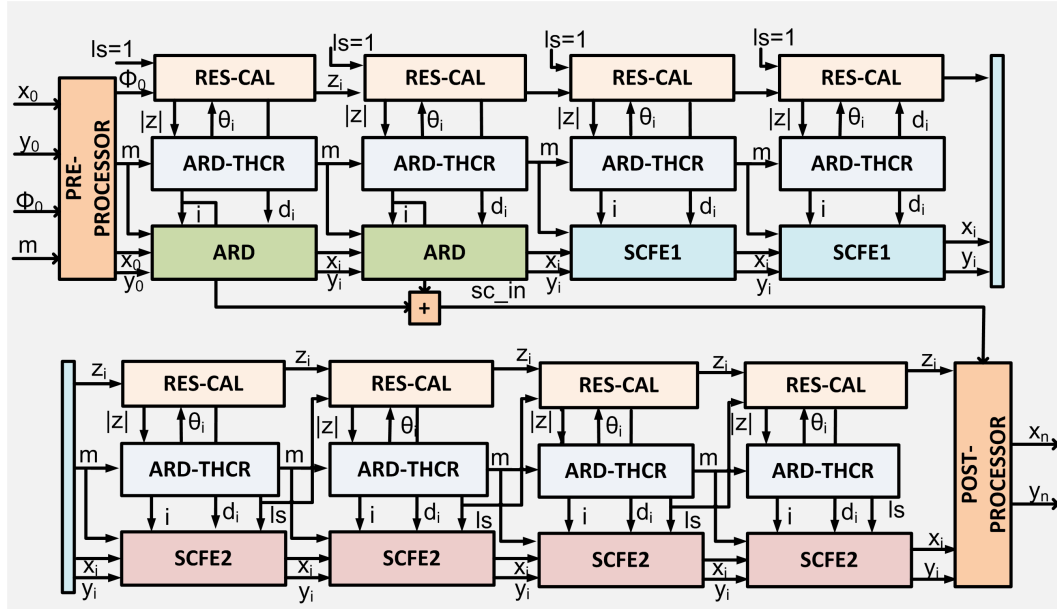 ls=1 ls=1 ls=1 ls=1
Φ0 RES-CAL zi RES-CAL RES-CAL RES-CAL
x0
|z| θi |z| θi |z| θi |z| θi di
y0
PRE-
PROCESSOR
m ARD-THCR m ARD-THCR m ARD-THCR m ARD-THCR
Φ0
i di i di i di i di
m
x0 ARD xi ARD xi SCFE1 xi SCFE1 xi
y0 yi yi yi yi
sc_in
+
zi RES-CAL zi RES-CAL zi RES-CAL zi RES-CAL zi
|z| θi |z| θi |z| θi |z| θi
m ARD-THCR m ARD-THCR m ARD-THCR m ARD-THCR
POST-
PROCESSOR
xn
yn
i di ls i di ls i di ls i di ls
xi SCFE2 xi SCFE2 xi SCFE2 xi SCFE2 xi
yi yi yi yi yi